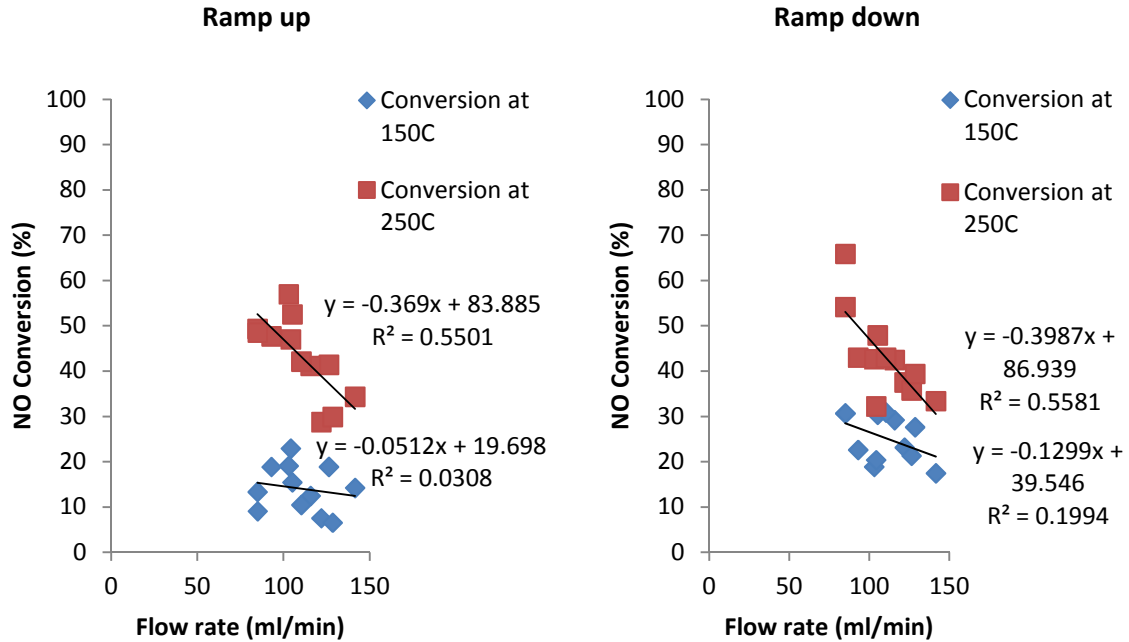 Ramp up
NO Conversion (%)
100
90
80
70
60
50
40
30
20
10
0
Conversion at
150C
Conversion at
250C
y = -0.369x + 83.885
R² = 0.5501
y = -0.0512x + 19.698
R² = 0.0308
0 50 100 150
Flow rate (ml/min)
Ramp down
NO Conversion (%)
100
90
80
70
60
50
40
30
20
10
0
Conversion at
150C
Conversion at
250C
y = -0.3987x +
86.939
R² = 0.5581
y = -0.1299x +
39.546
R² = 0.1994
0 50 100 150
Flow rate (ml/min)